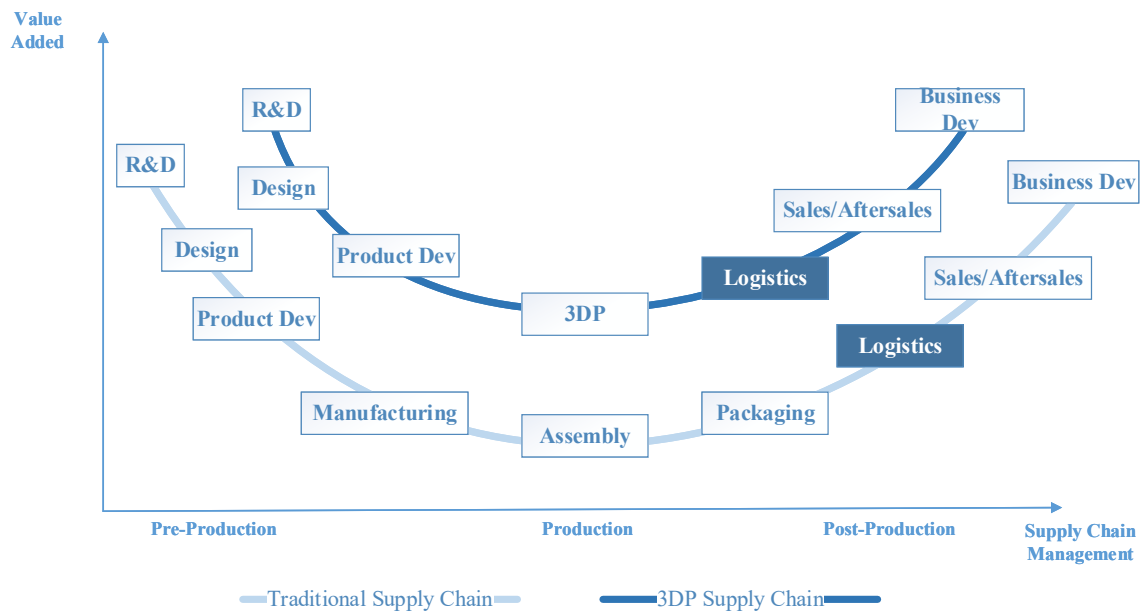 Value
Added
R&D
Business
Dev
R&D
Design
Sales/Aftersales
Business Dev
Design
Product Dev
Logistics
Sales/Aftersales
Product Dev
3DP
Logistics
Manufacturing
Assembly
Packaging
Pre-Production
Production
Post-Production
Supply Chain
Management
Traditional Supply Chain
3DP Supply Chain